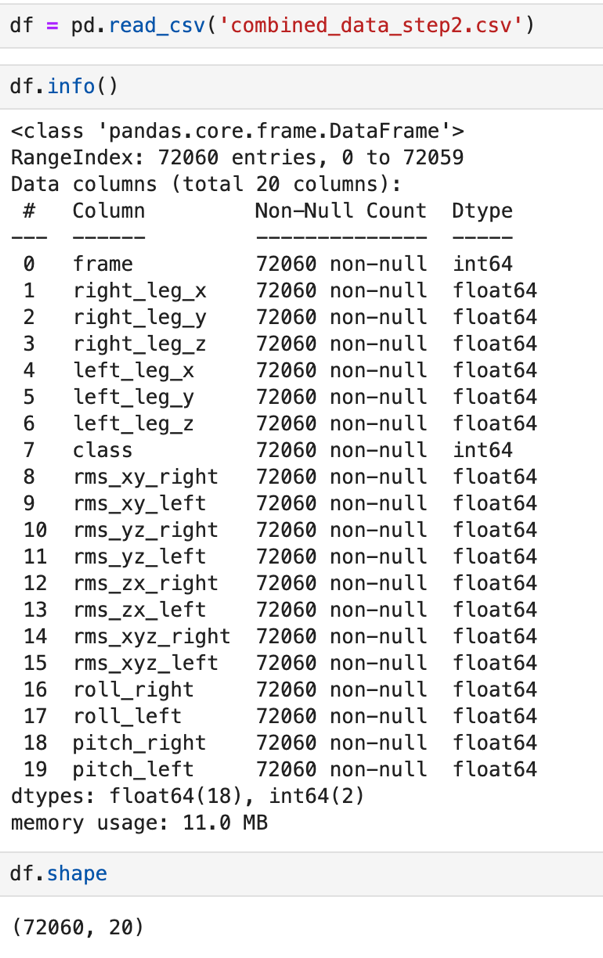 df = pd.read_csv('combined_data_step2.csv')
df.info()
<class 'pandas.core.frame.DataFrame'>
RangeIndex: 72060 entries, 0 to 72059
Data columns (total 20 columns):
 #   Column         Non-Null Count  Dtype
---  ------         --------------  -----
 0   frame          72060 non-null  int64
 1   right_leg_x    72060 non-null  float64
 2   right_leg_y    72060 non-null  float64
 3   right_leg_z    72060 non-null  float64
 4   left_leg_x     72060 non-null  float64
 5   left_leg_y     72060 non-null  float64
 6   left_leg_z     72060 non-null  float64
 7   class          72060 non-null  int64
 8   rms_xy_right   72060 non-null  float64
 9   rms_xy_left    72060 non-null  float64
 10  rms_yz_right   72060 non-null  float64
 11  rms_yz_left    72060 non-null  float64
 12  rms_zx_right   72060 non-null  float64
 13  rms_zx_left    72060 non-null  float64
 14  rms_xyz_right  72060 non-null  float64
 15  rms_xyz_left   72060 non-null  float64
 16  roll_right     72060 non-null  float64
 17  roll_left      72060 non-null  float64
 18  pitch_right    72060 non-null  float64
 19  pitch_left     72060 non-null  float64
dtypes: float64(18), int64(2)
memory usage: 11.0 MB
df.shape
(72060, 20)